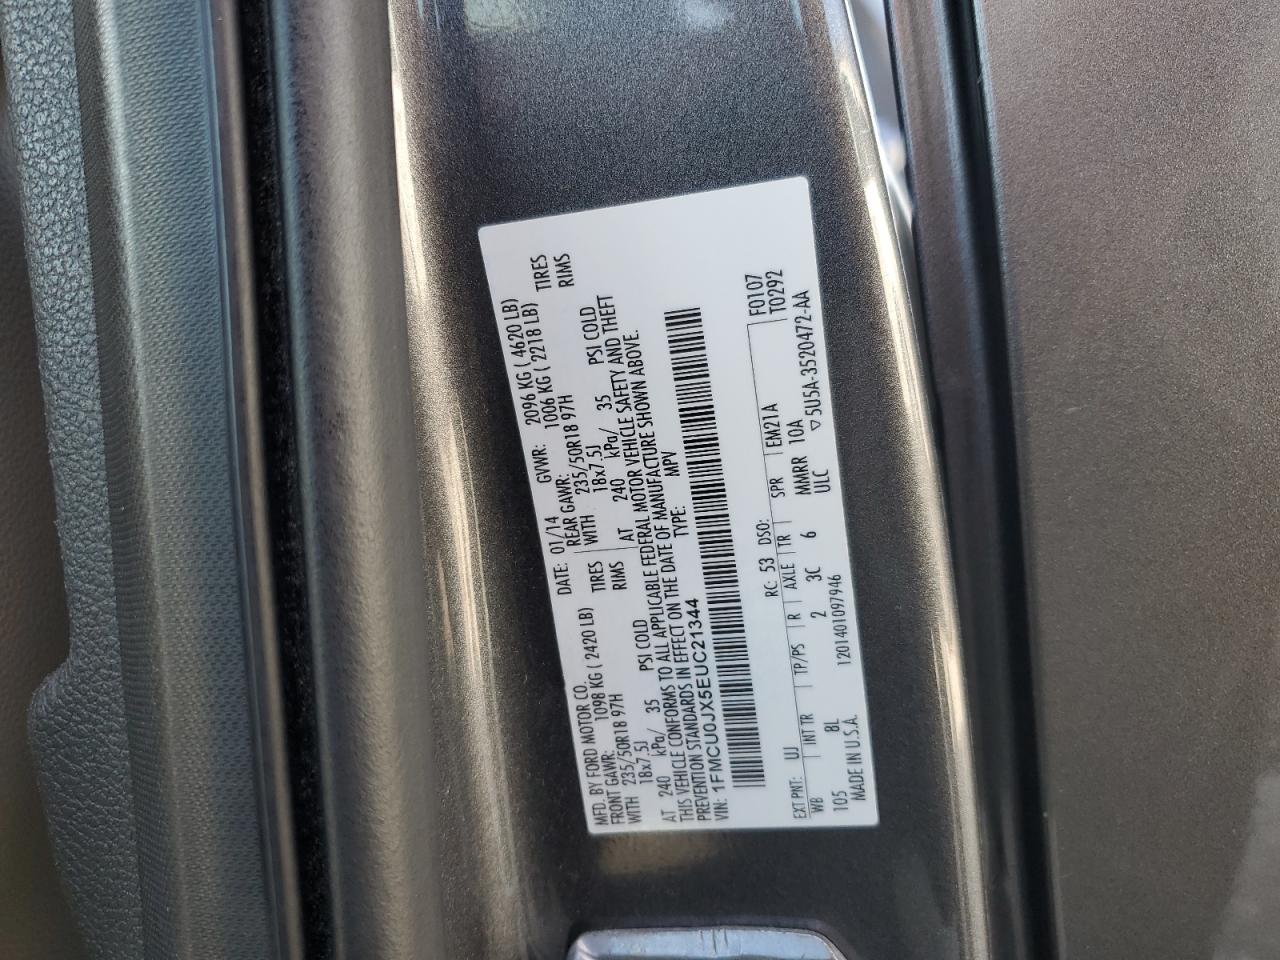 MFD. BY FORD MOTOR CO. DATE: 01/14 GVWR: 2096 KG ( 4620 LB)
FRONT GAWR: 1098 KG ( 2420 LB) REAR GAWR: 1006 KG ( 2218 LB)
WITH 235/50R18 97H TIRES WITH 235/50R18 97H TIRES
18x7.5J RIMS 18x7.5J RIMS
AT 240 kPa/ 35 PSI COLD AT 240 kPa/ 35 PSI COLD
THIS VEHICLE CONFORMS TO ALL APPLICABLE FEDERAL MOTOR VEHICLE SAFETY AND THEFT
PREVENTION STANDARDS IN EFFECT ON THE DATE OF MANUFACTURE SHOWN ABOVE.
VIN: 1FMCU0JX5EUC21344 TYPE: MPV
EXT PNT: UJ RC: 53 DSO: F0107
WB INT TR TP/PS R AXLE TR SPR EM21A T0292
105 8L 2 3C 6 MMRR 10A
MADE IN U.S.A. 120140109​7946 ULC ▽5U5A-3520472-AA